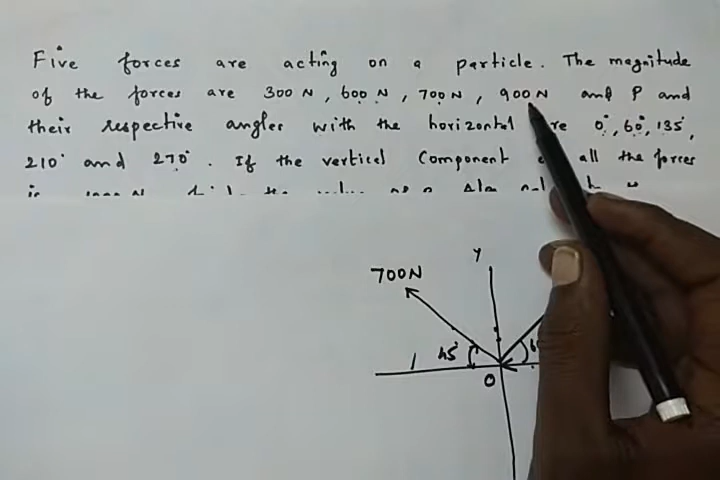 Five forces are acting on a particle. The magnitude
of the forces are 300 N, 600 N, 700 N, 900 N and P and
their respective angles with the horizontal re 0°, 60°, 135°,
210° and 270°. If the vertical component all the forces
Y
700N
45°
O